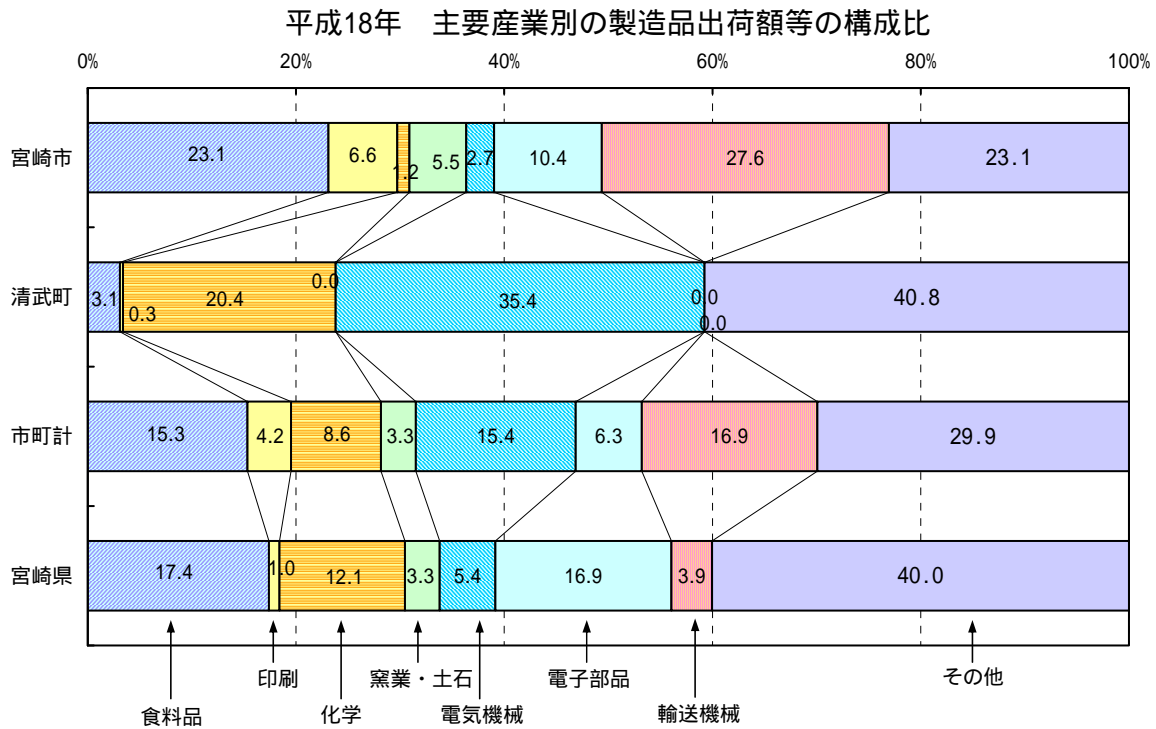 平成18年　主要産業別の製造品出荷額等の構成比
0% 20% 40% 60% 80% 100%
宮崎市 23.1 6.6 1.2 5.5 2.7 10.4 27.6 23.1
清武町 3.1 0.3 20.4 0.0 35.4 0.0 0.0 40.8
市町計 15.3 4.2 8.6 3.3 15.4 6.3 16.9 29.9
宮崎県 17.4 1.0 12.1 3.3 5.4 16.9 3.9 40.0
印刷 窯業・土石 電子部品 その他
食料品 化学 電気機械 輸送機械